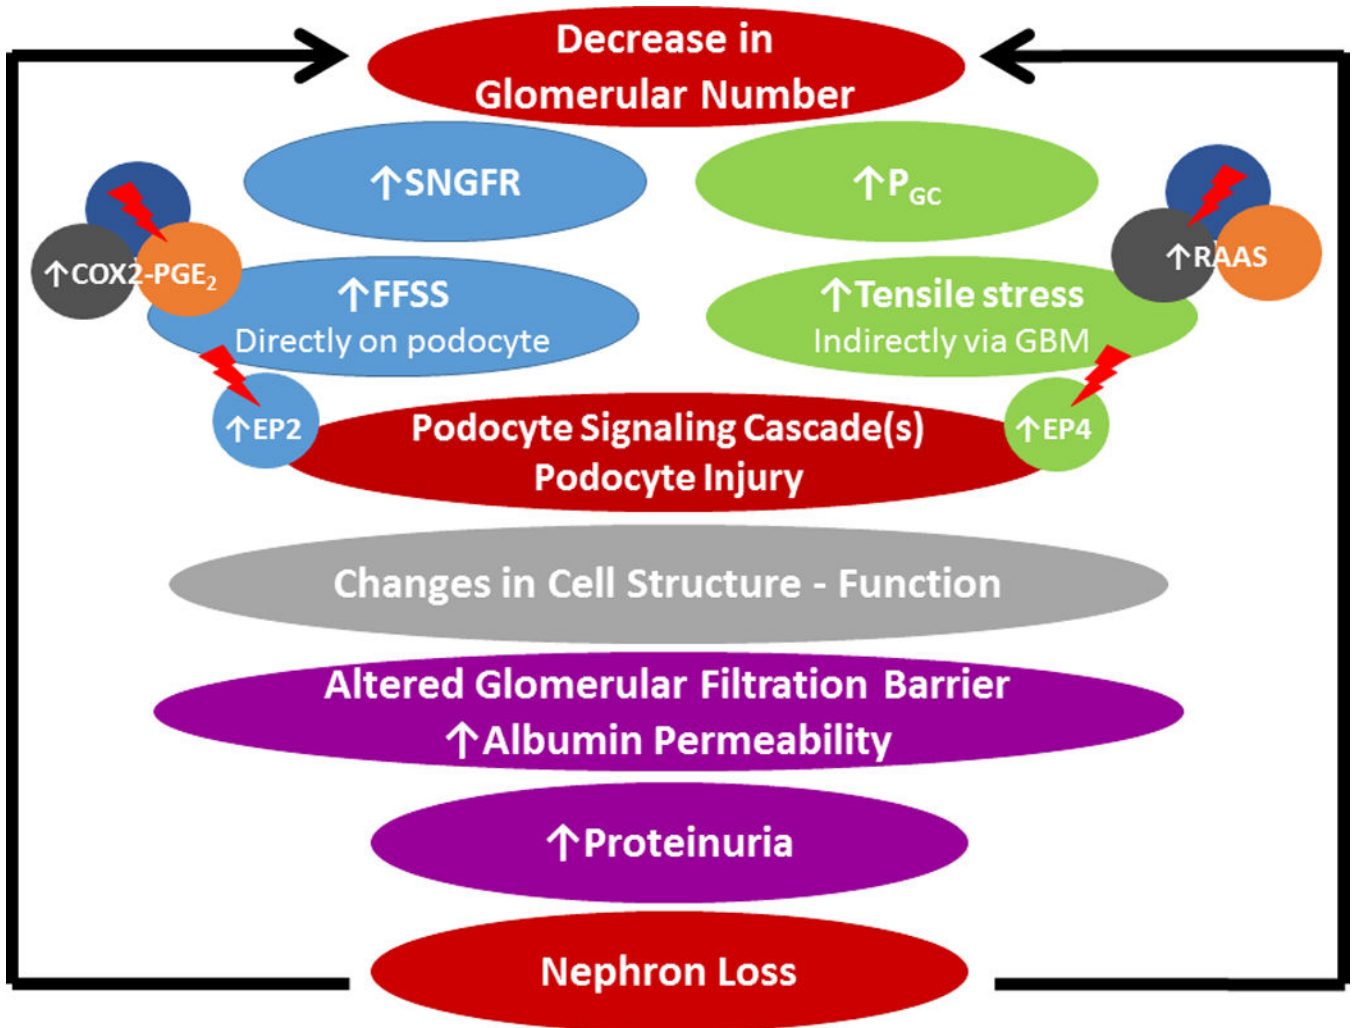 Decrease in
Glomerular Number
↑SNGFR
↑P_GC
↑COX2-PGE₂
↑RAAS
↑FFSS
Directly on podocyte
↑Tensile stress
Indirectly via GBM
↑EP2
Podocyte Signaling Cascade(s)
Podocyte Injury
↑EP4
Changes in Cell Structure - Function
Altered Glomerular Filtration Barrier
↑Albumin Permeability
↑Proteinuria
Nephron Loss